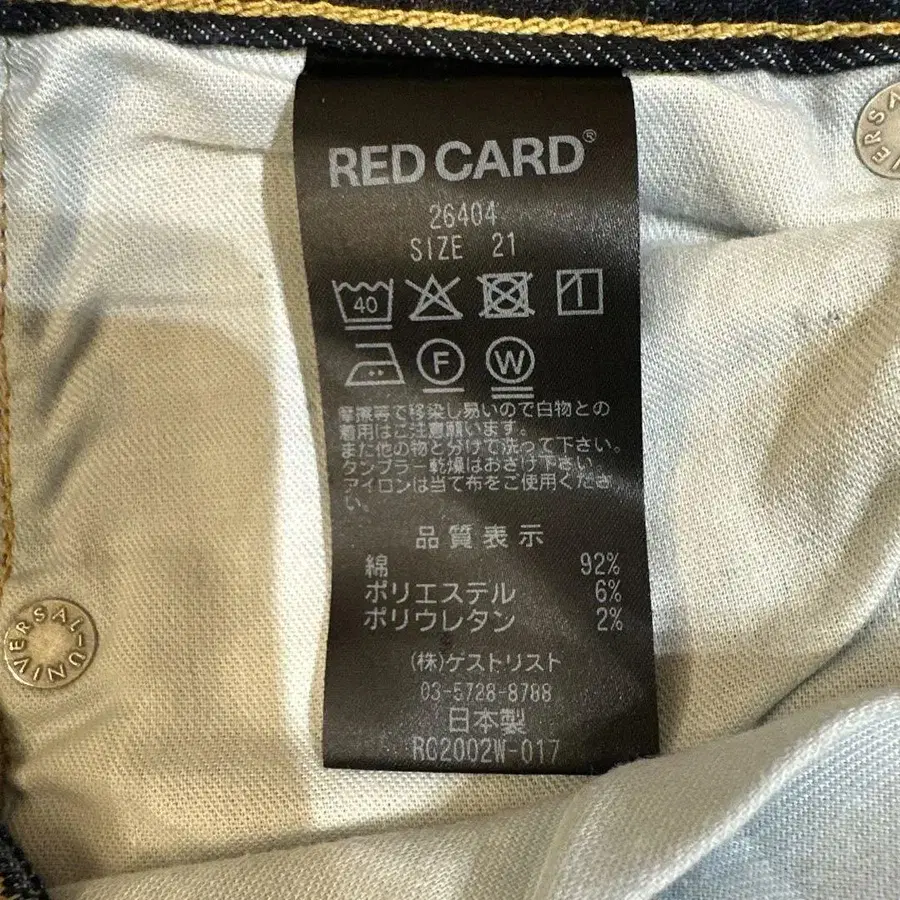 RED CARD®
26404
SIZE 21
40
F
W
摩擦等で移染し易いので白物との
着用はご注意願います。
また他の物と分けて洗って下さい。
タンブラー乾燥はおさけ下さい。
アイロンは当て布をご使用くださ
い。
品質表示
綿 92%
ポリエステル 6%
ポリウレタン 2%
(株)ゲストリスト
03-5728-8788
日本製
RC2002W-017
UNIVERSAL
VERSAL